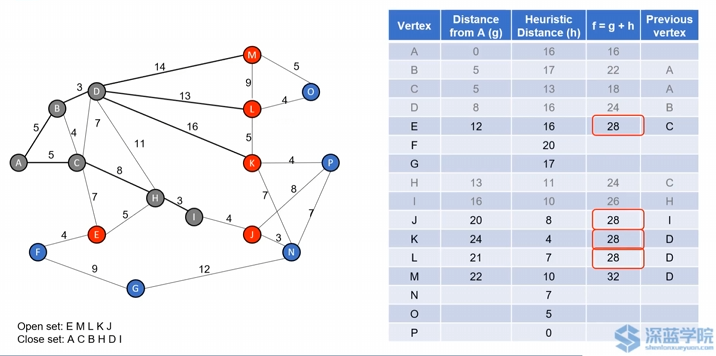 Vertex Distance from A (g) Heuristic Distance (h) f = g + h Previous vertex
A 0 16 16
B 5 17 22 A
C 5 13 18 A
D 8 16 24 B
E 12 16 28 C
F 20
G 17
H 13 11 24 C
I 16 10 26 H
J 20 8 28 I
K 24 4 28 D
L 21 7 28 D
M 22 10 32 D
N 7
O 5
P 0
M
14
5
3
D
9
O
13
4
B
L
7
16
5
4
11
5
A
5
C
K
4
P
8
7
8
7
H
3
7
5
I
4
4
E
J
3
N
F
9
12
G
Open set: E M L K J
Close set: A C B H D I
深蓝学院
shenlanxueyuan.com